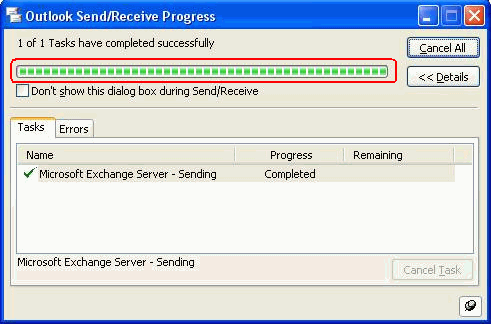 Outlook Send/Receive Progress
1 of 1 Tasks have completed successfully
Cancel All
<< Details
Don't show this dialog box during Send/Receive
Tasks Errors
Name Progress Remaining
Microsoft Exchange Server - Sending Completed
Microsoft Exchange Server - Sending
Cancel Task